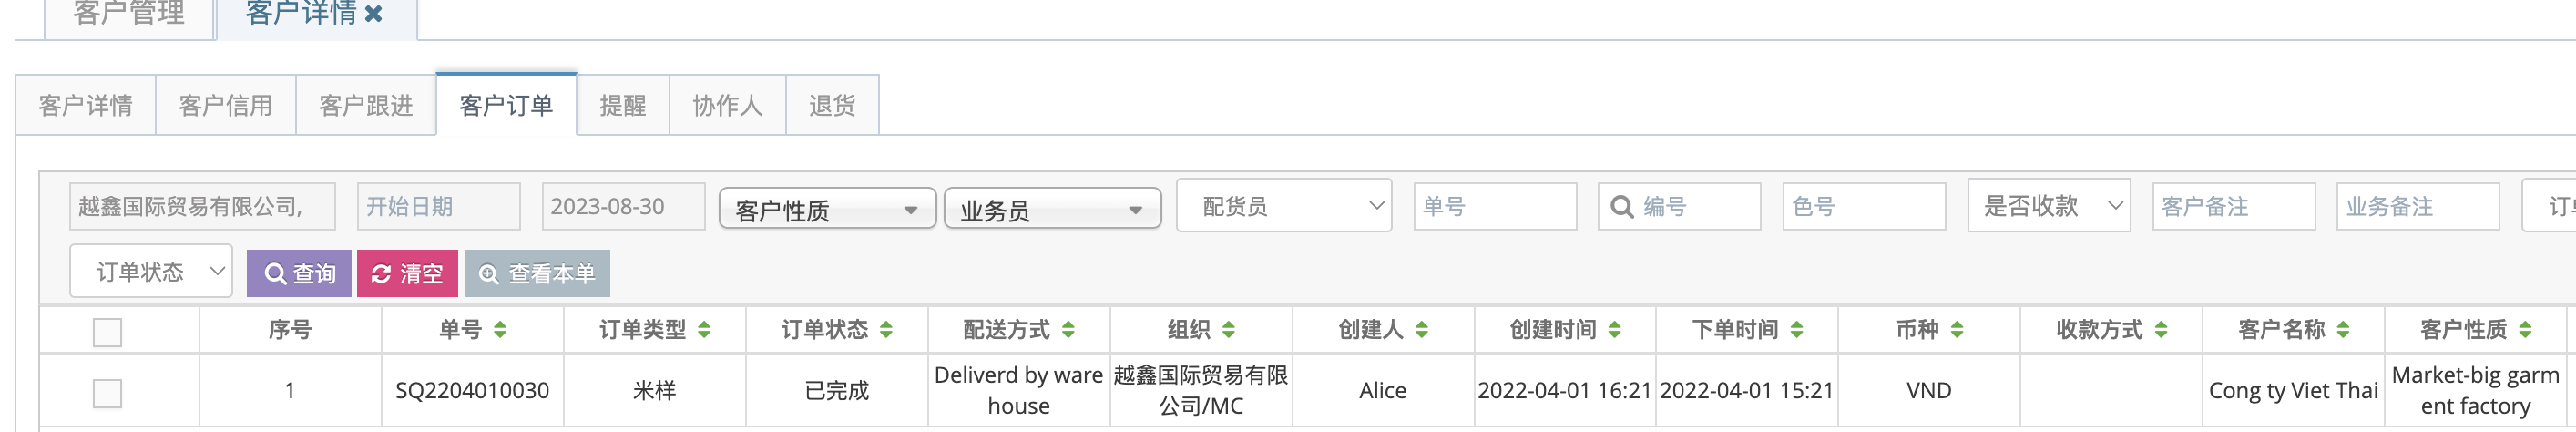 客户管理 客户详情
客户详情 客户信用 客户跟进 客户订单 提醒 协作人 退货
越鑫国际贸易有限公司, 开始日期 2023-08-30 客户性质 业务员 配货员 单号 编号 色号 是否收款 客户备注 业务备注
订单状态 查询 清空 查看本单
序号 单号 订单类型 订单状态 配送方式 组织 创建人 创建时间 下单时间 币种 收款方式 客户名称 客户性质
1 SQ2204010030 米样 已完成 Deliverd by ware
house 越鑫国际贸易有限
公司/MC Alice 2022-04-01 16:21 2022-04-01 15:21 VND Cong ty Viet Thai Market-big garm
ent factory